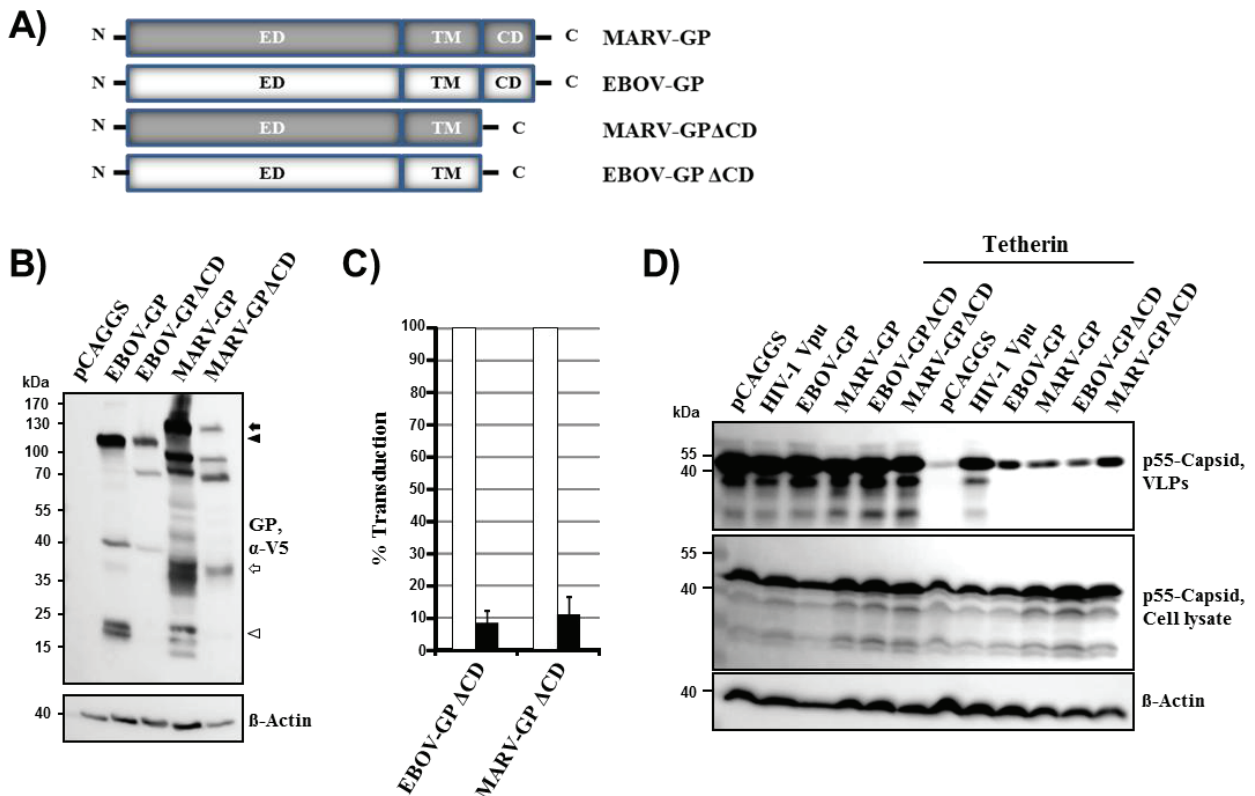 A)
N ED TM CD C MARV-GP
N ED TM CD C EBOV-GP
N ED TM C MARV-GPΔCD
N ED TM C EBOV-GP ΔCD
B)
pCAGGS
EBOV-GP
EBOV-GPΔCD
MARV-GP
MARV-GPΔCD
kDa
170
130
100
70
55
40
35
25
15
GP,
α-V5
40
ß-Actin
C)
% Transduction
100
90
80
70
60
50
40
30
20
10
0
EBOV-GP ΔCD
MARV-GP ΔCD
D)
Tetherin
pCAGGS
HIV-1 Vpu
EBOV-GP
MARV-GP
EBOV-GPΔCD
MARV-GPΔCD
pCAGGS
HIV-1 Vpu
EBOV-GP
MARV-GP
EBOV-GPΔCD
MARV-GPΔCD
kDa
55
40
p55-Capsid,
VLPs
55
40
p55-Capsid,
Cell lysate
40
ß-Actin